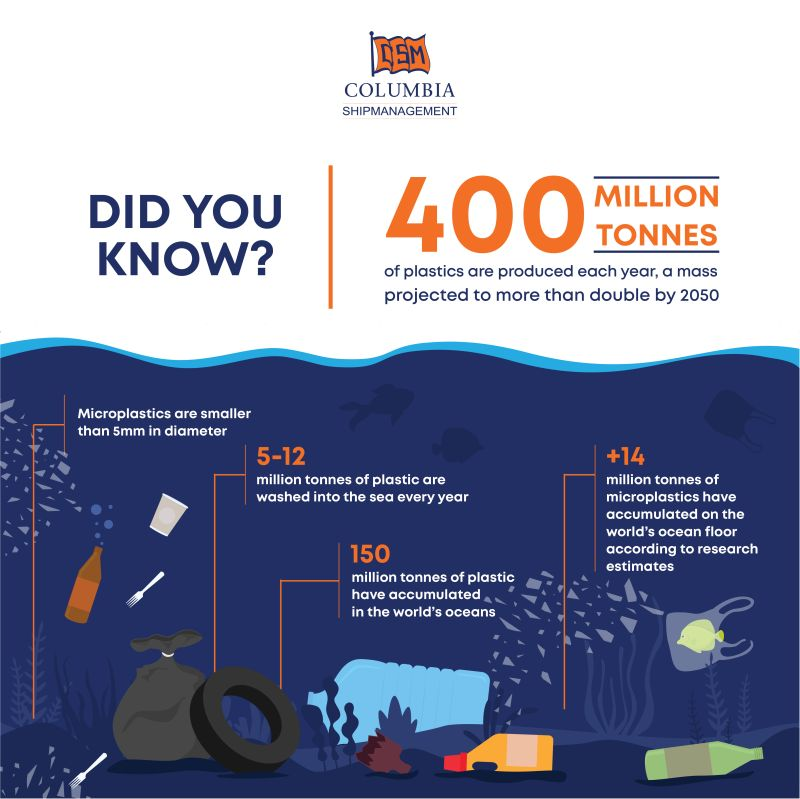 CSM
COLUMBIA
SHIPMANAGEMENT
DID YOU
KNOW?
400 MILLION
TONNES
of plastics are produced each year, a mass
projected to more than double by 2050
Microplastics are smaller
than 5mm in diameter
5-12
million tonnes of plastic are
washed into the sea every year
150
million tonnes of plastic
have accumulated
in the world's oceans
+14
million tonnes of
microplastics have
accumulated on the
world's ocean floor
according to research
estimates